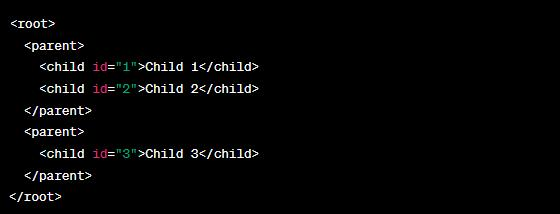 <root>
  <parent>
    <child id="1">Child 1</child>
    <child id="2">Child 2</child>
  </parent>
  <parent>
    <child id="3">Child 3</child>
  </parent>
</root>